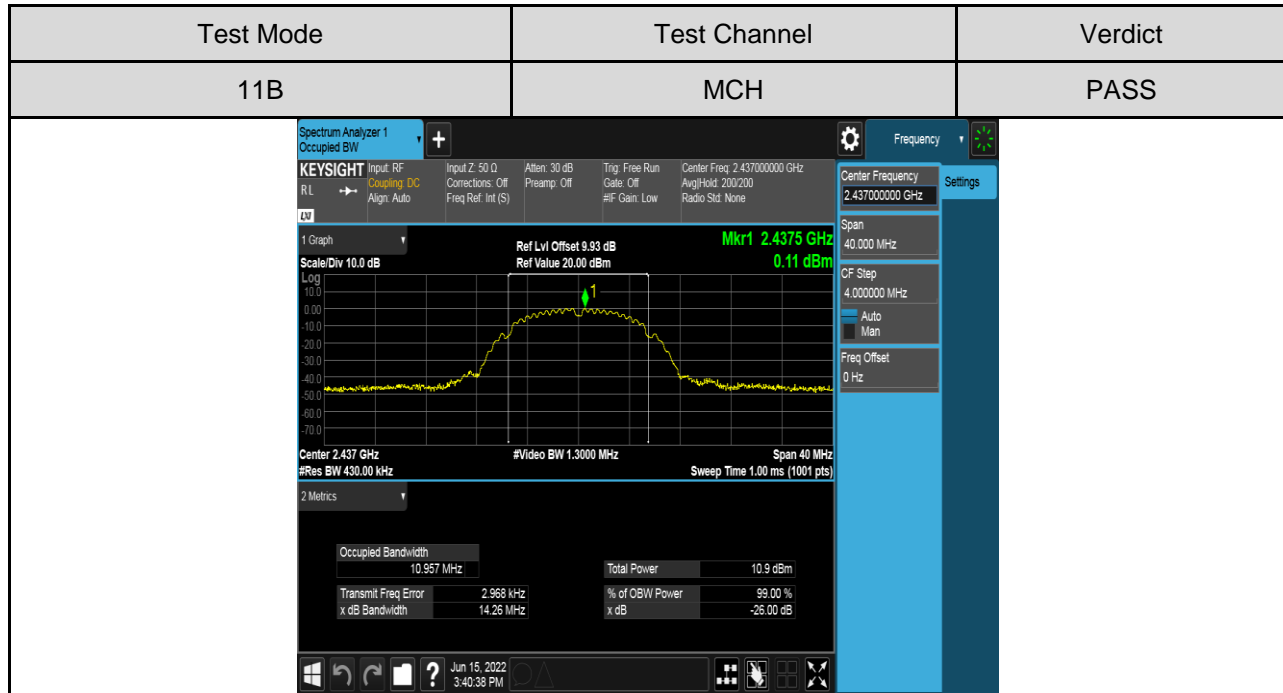 Test Mode Test Channel Verdict
11B MCH PASS
Spectrum Analyzer 1
Occupied BW
+
Frequency
KEYSIGHT Input: RF Input Z: 50 Ω Atten: 30 dB Trig: Free Run Center Freq: 2.437000000 GHz
RL Coupling: DC Corrections: Off Preamp: Off Gate: Off Avg|Hold: 200/200
Align: Auto Freq Ref: Int (S) #IF Gain: Low Radio Std: None
LXI
Center Frequency
2.437000000 GHz
Settings
Span
40.000 MHz
CF Step
4.000000 MHz
Auto
Man
Freq Offset
0 Hz
1 Graph Ref Lvl Offset 9.93 dB Mkr1 2.4375 GHz
Scale/Div 10.0 dB Ref Value 20.00 dBm 0.11 dBm
Log
10.0
0.00
-10.0
-20.0
-30.0
-40.0
-50.0
-60.0
-70.0
1
Center 2.437 GHz #Video BW 1.3000 MHz Span 40 MHz
#Res BW 430.00 kHz Sweep Time 1.00 ms (1001 pts)
2 Metrics
Occupied Bandwidth
10.957 MHz Total Power 10.9 dBm
Transmit Freq Error 2.968 kHz % of OBW Power 99.00 %
x dB Bandwidth 14.26 MHz x dB -26.00 dB
? Jun 15, 2022
3:40:38 PM